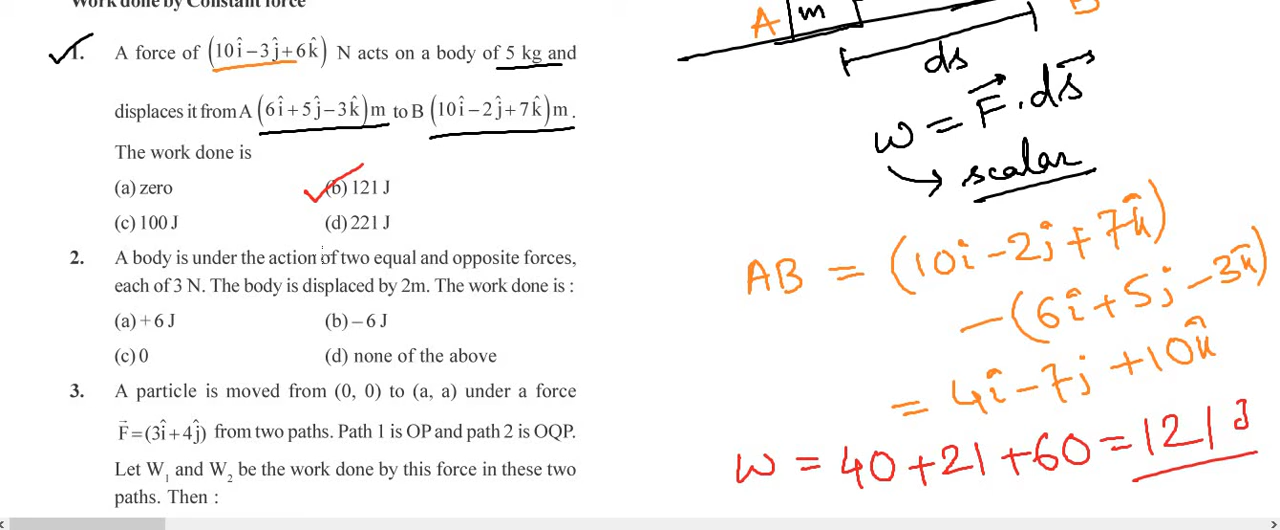 Work done by Constant force
1. A force of (10î−3ĵ+6k̂) N acts on a body of 5 kg and
displaces it from A (6î+5ĵ−3k̂)m to B (10î−2ĵ+7k̂)m.
The work done is
(a) zero (b) 121 J
(c) 100 J (d) 221 J
2. A body is under the action of two equal and opposite forces,
each of 3 N. The body is displaced by 2m. The work done is :
(a) +6 J (b) −6 J
(c) 0 (d) none of the above
3. A particle is moved from (0, 0) to (a, a) under a force
F⃗=(3î+4ĵ) from two paths. Path 1 is OP and path 2 is OQP.
Let W₁ and W₂ be the work done by this force in these two
paths. Then :
A m
ds
W = F⃗.ds⃗
→ scalar
AB = (10î−2ĵ+7k̂)
−(6î+5ĵ−3k̂)
= 4î−7ĵ+10k̂
W = 40+21+60=121 J